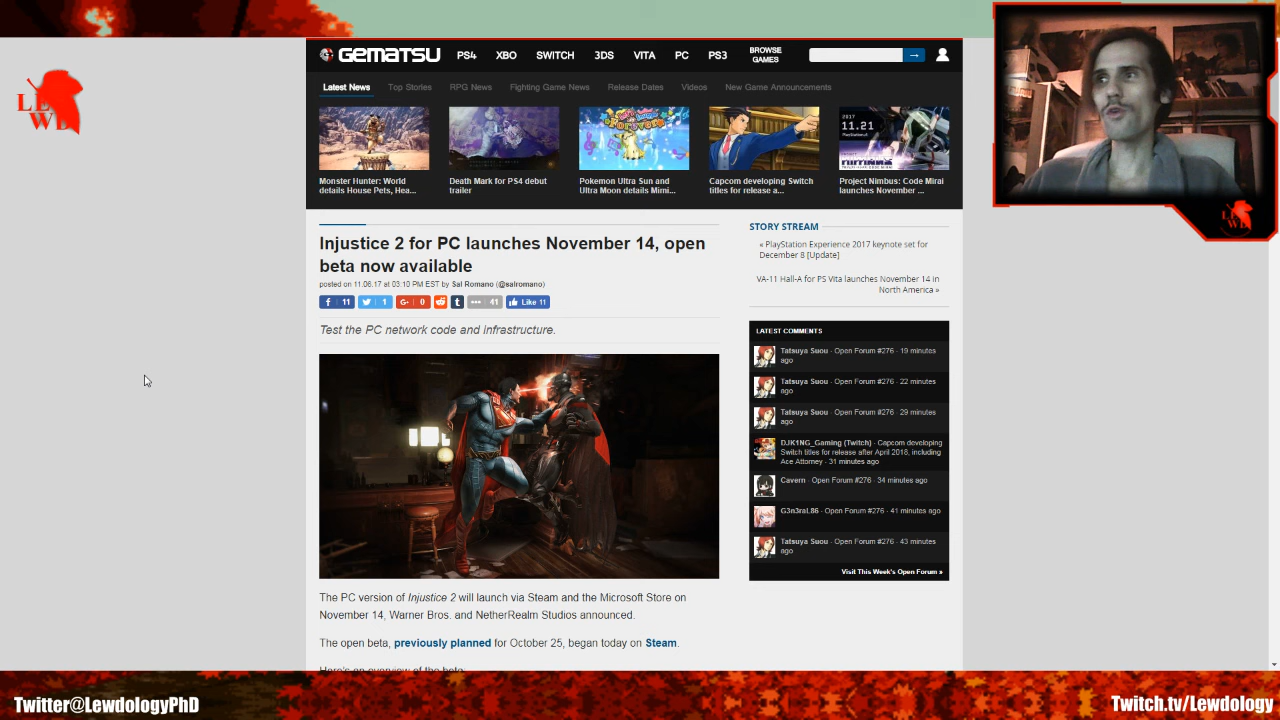 GEMATSU
PS4 XBO SWITCH 3DS VITA PC PS3 BROWSE GAMES
Latest News Top Stories RPG News Fighting Game News Release Dates Videos New Game Announcements
Monster Hunter: World
details House Pets, Hea...
Death Mark for PS4 debut
trailer
Pokemon Ultra Sun and
Ultra Moon details Mimi...
Capcom developing Switch
titles for release a...
2017
11.21
Project Nimbus: Code Mirai
launches November ...
LEWD
Injustice 2 for PC launches November 14, open
beta now available
posted on 11.06.17 at 03:10 PM EST by Sal Romano (@salromano)
11 1 G+ 0 41 Like 11
Test the PC network code and infrastructure.
The PC version of Injustice 2 will launch via Steam and the Microsoft Store on
November 14, Warner Bros. and NetherRealm Studios announced.
The open beta, previously planned for October 25, began today on Steam.
Here's an overview of the beta:
STORY STREAM
« PlayStation Experience 2017 keynote set for
December 8 [Update]
VA-11 Hall-A for PS Vita launches November 14 in
North America »
LATEST COMMENTS
Tatsuya Suou · Open Forum #276 · 19 minutes
ago
Tatsuya Suou · Open Forum #276 · 22 minutes
ago
Tatsuya Suou · Open Forum #276 · 29 minutes
ago
DJK1NG_Gaming (Twitch) · Capcom developing
Switch titles for release after April 2018, including
Ace Attorney · 31 minutes ago
Cavern · Open Forum #276 · 34 minutes ago
G3n3raL86 · Open Forum #276 · 41 minutes ago
Tatsuya Suou · Open Forum #276 · 43 minutes
ago
Visit This Week's Open Forum »
Twitter@LewdologyPhD
Twitch.tv/Lewdology